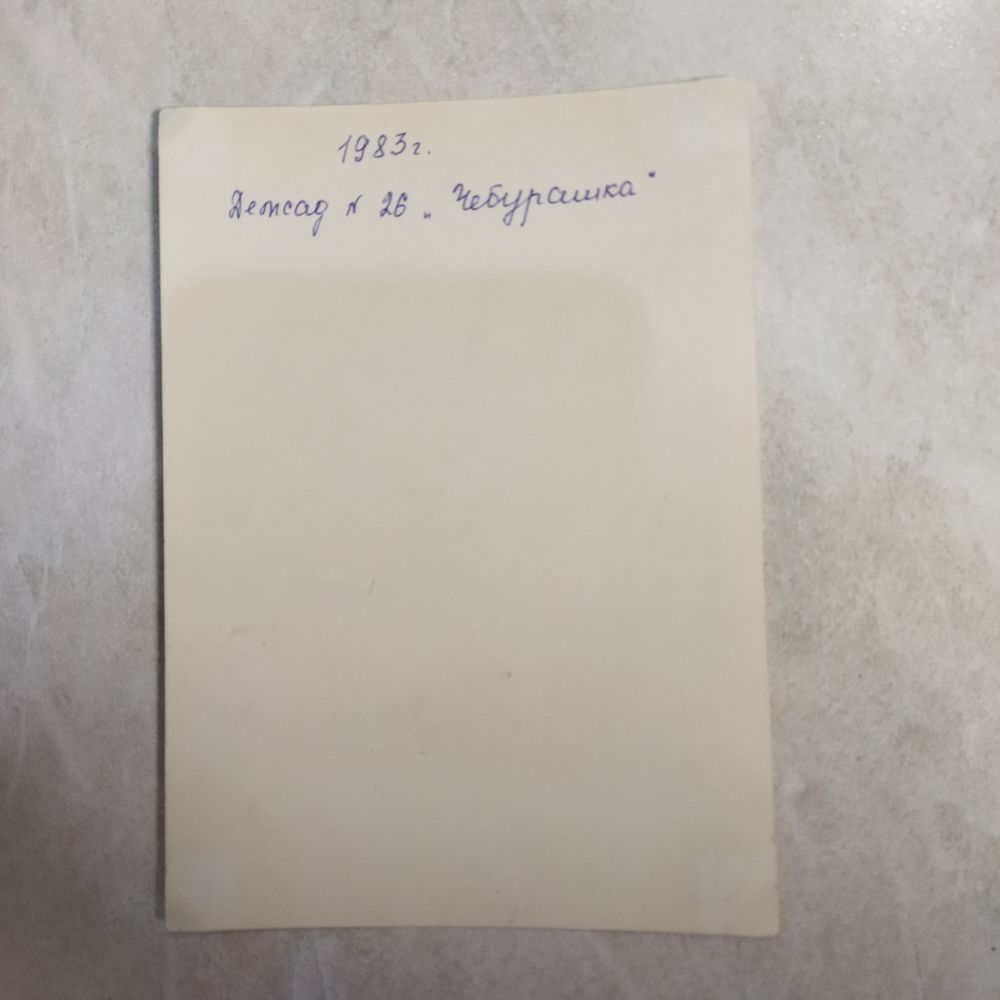 1983г.
Детсад № 26 „Чебурашка"